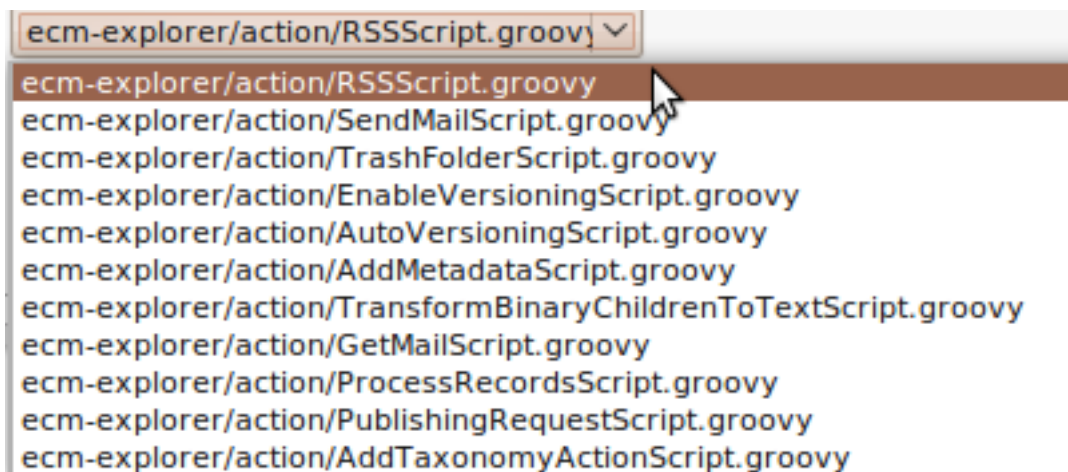 ecm-explorer/action/RSSScript.groovy
ecm-explorer/action/RSSScript.groovy
ecm-explorer/action/SendMailScript.groovy
ecm-explorer/action/TrashFolderScript.groovy
ecm-explorer/action/EnableVersioningScript.groovy
ecm-explorer/action/AutoVersioningScript.groovy
ecm-explorer/action/AddMetadataScript.groovy
ecm-explorer/action/TransformBinaryChildrenToTextScript.groovy
ecm-explorer/action/GetMailScript.groovy
ecm-explorer/action/ProcessRecordsScript.groovy
ecm-explorer/action/PublishingRequestScript.groovy
ecm-explorer/action/AddTaxonomyActionScript.groovy